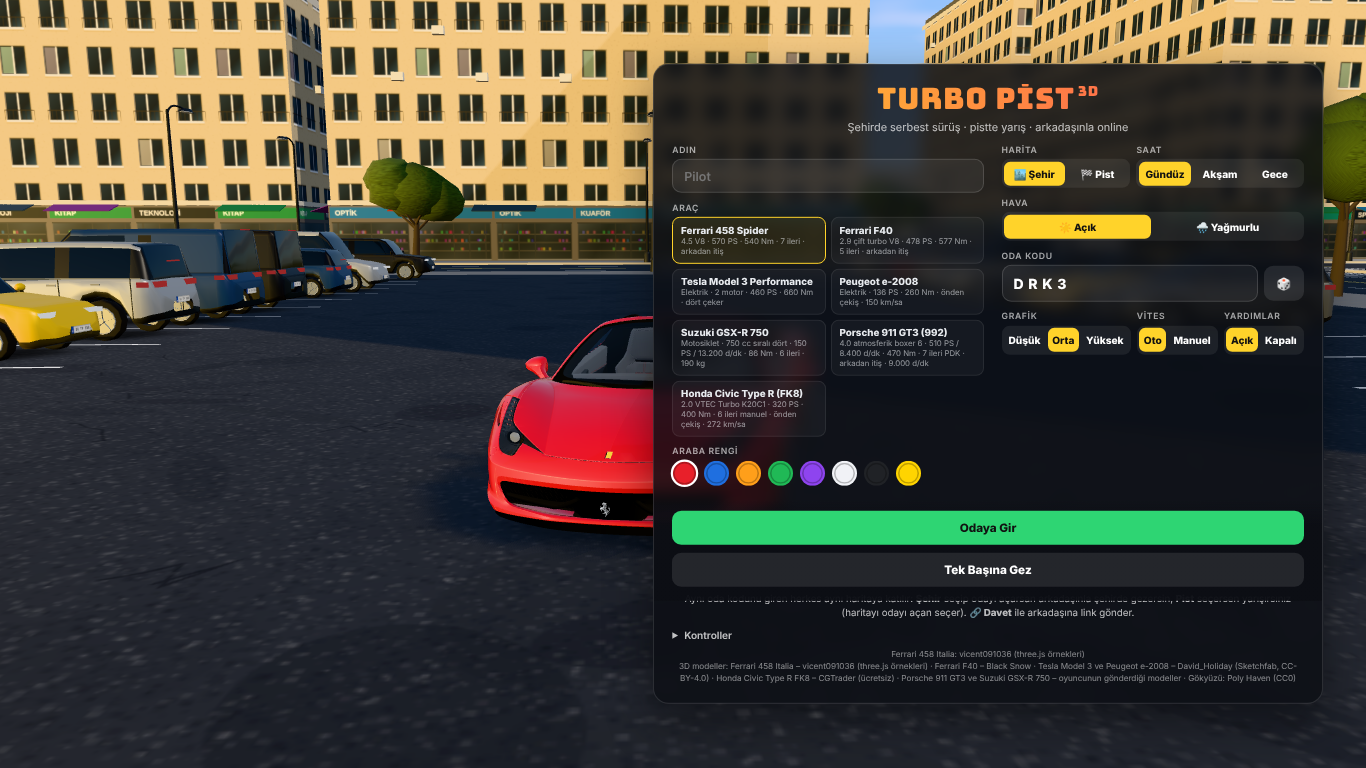 TURBO PİST 3D
Şehirde serbest sürüş · pistte yarış · arkadaşınla online
ADIN
Pilot
ARAÇ
Ferrari 458 Spider
4.5 V8 · 570 PS · 540 Nm · 7 ileri ·
arkadan itiş
Ferrari F40
2.9 çift turbo V8 · 478 PS · 577 Nm ·
5 ileri · arkadan itiş
Tesla Model 3 Performance
Elektrik · 2 motor · 460 PS · 660 Nm
· dört çeker
Peugeot e-2008
Elektrik · 136 PS · 260 Nm · önden
çekiş · 150 km/sa
Suzuki GSX-R 750
Motosiklet · 750 cc sıralı dört · 150
PS / 13.200 d/dk · 86 Nm · 6 ileri ·
190 kg
Porsche 911 GT3 (992)
4.0 atmosferik boxer 6 · 510 PS /
8.400 d/dk · 470 Nm · 7 ileri PDK ·
arkadan itiş · 9.000 d/dk
Honda Civic Type R (FK8)
2.0 VTEC Turbo K20C1 · 320 PS ·
400 Nm · 6 ileri manuel · önden
çekiş · 272 km/sa
ARABA RENGİ
HARİTA
Şehir
Pist
SAAT
Gündüz
Akşam
Gece
HAVA
Açık
Yağmurlu
ODA KODU
DRK3
GRAFİK
Düşük
Orta
Yüksek
VİTES
Oto
Manuel
YARDIMLAR
Açık
Kapalı
Odaya Gir
Tek Başına Gez
(haritayı odayı açan seçer). 🔗 Davet ile arkadaşına link gönder.
▶ Kontroller
Ferrari 458 Italia: vicent091036 (three.js örnekleri)
3D modeller: Ferrari 458 Italia – vicent091036 (three.js örnekleri) · Ferrari F40 – Black Snow · Tesla Model 3 ve Peugeot e-2008 – David_Holiday (Sketchfab, CC-
BY-4.0) · Honda Civic Type R FK8 – CGTrader (ücretsiz) · Porsche 911 GT3 ve Suzuki GSX-R 750 – oyuncunun gönderdiği modeller · Gökyüzü: Poly Haven (CC0)
KİTAP
TEKNOLOJİ
KİTAP
OPTİK
OPTİK
KUAFÖR